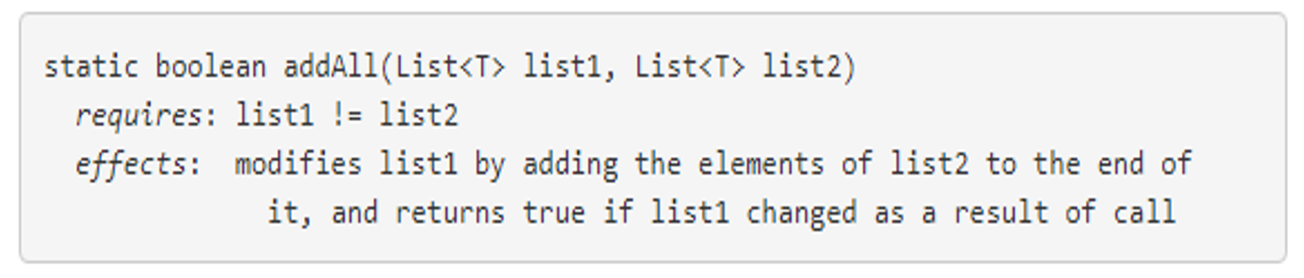 static boolean addAll(List<T> list1, List<T> list2)
requires: list1 != list2
effects: modifies list1 by adding the elements of list2 to the end of
it, and returns true if list1 changed as a result of call